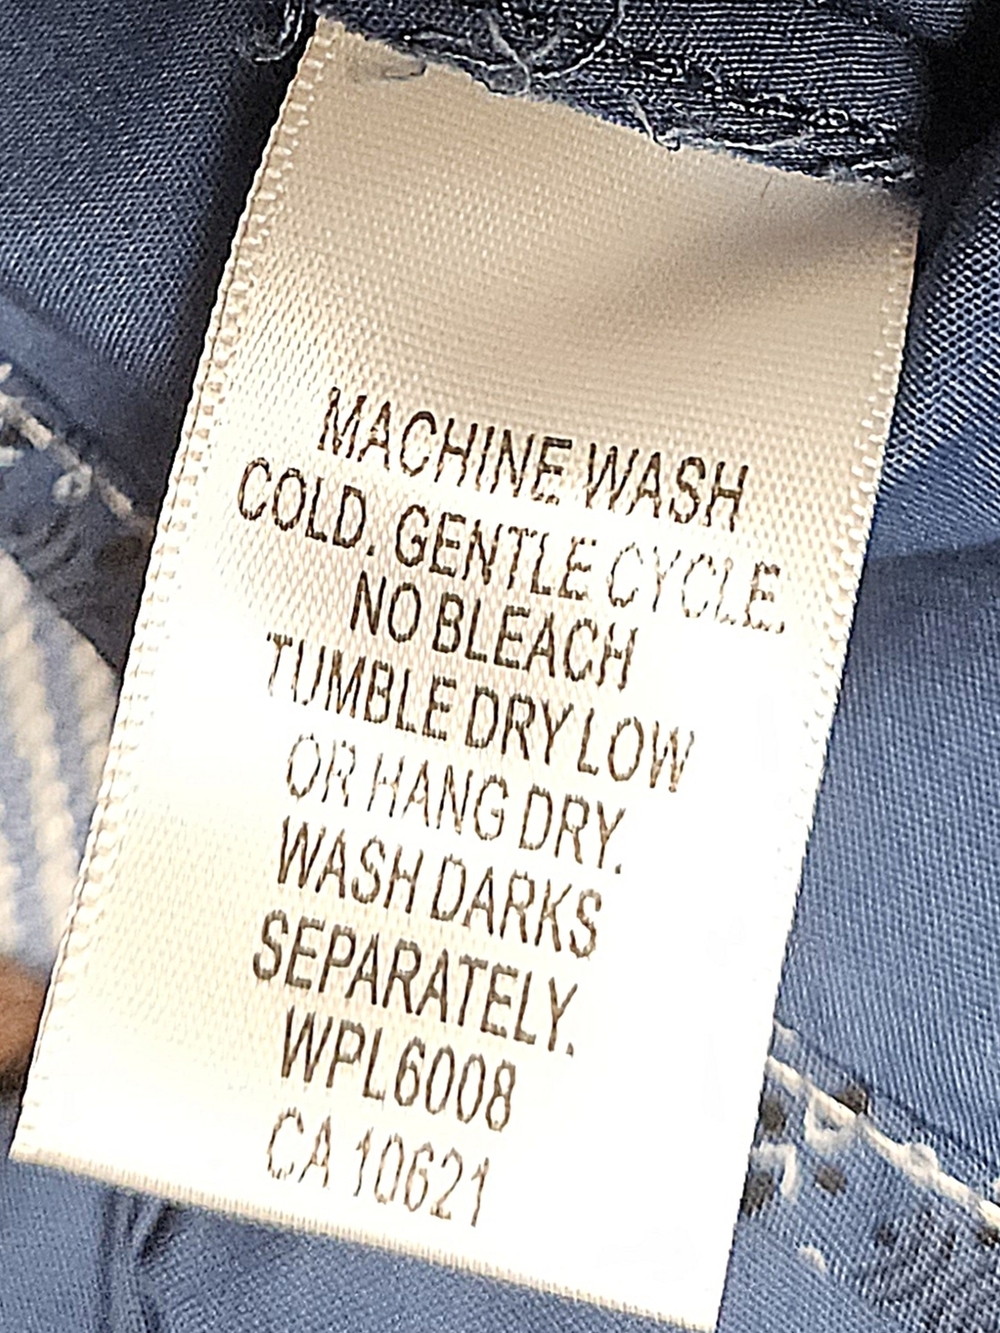 MACHINE WASH
COLD. GENTLE CYCLE.
NO BLEACH
TUMBLE DRY LOW
OR HANG DRY.
WASH DARKS
SEPARATELY.
WPL6008
CA 10621